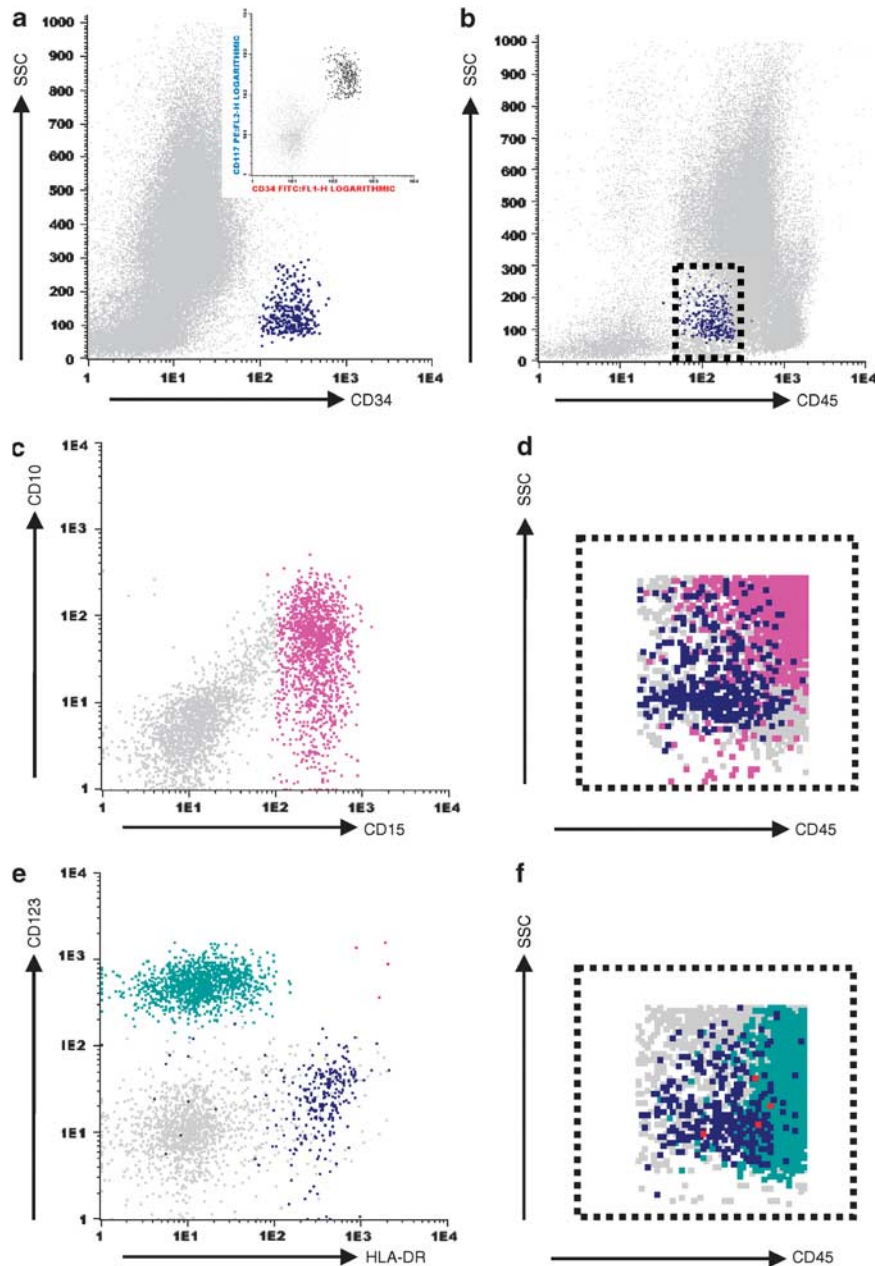 a
SSC
1000
900
800
700
600
500
400
300
200
100
0
1 1E1 1E2 1E3 1E4
CD34
CD117 PE:FL2-H LOGARITHMIC
CD34 FITC:FL1-H LOGARITHMIC
b
SSC
1000
900
800
700
600
500
400
300
200
100
0
1 1E1 1E2 1E3 1E4
CD45
c
CD10
1E4
1E3
1E2
1E1
1
1 1E1 1E2 1E3 1E4
CD15
d
SSC
CD45
e
CD123
1E4
1E3
1E2
1E1
1
1 1E1 1E2 1E3 1E4
HLA-DR
f
SSC
CD45